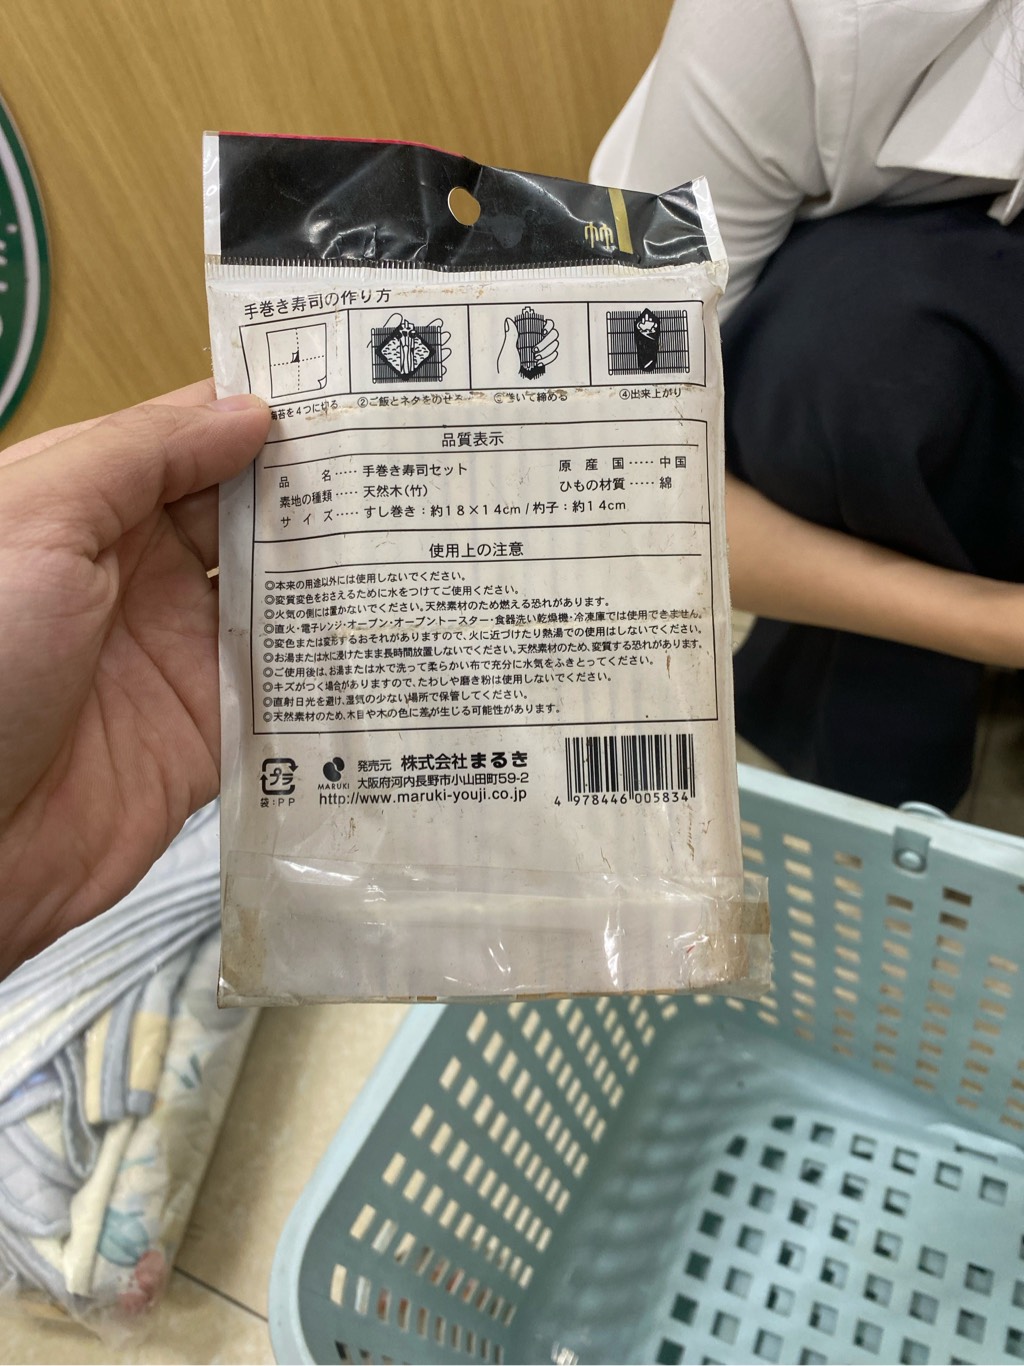 竹
手巻き寿司の作り方
海苔を4つに切る
②ご飯とネタをのせる
③巻いて締める
④出来上がり
品質表示
品 名‥‥‥手巻き寿司セット
原産国‥‥‥中国
素地の種類‥‥‥天然木(竹)
ひもの材質‥‥‥綿
サイズ‥‥‥すし巻き:約18×14cm/杓子:約14cm
使用上の注意
◎本来の用途以外には使用しないでください。
◎変質変色をおさえるために水をつけてご使用ください。
◎火気の側には置かないでください。天然素材のため燃える恐れがあります。
◎直火・電子レンジ・オーブン・オーブントースター・食器洗い乾燥機・冷凍庫では使用できません。
◎変色または変形するおそれがありますので、火に近づけたり熱湯での使用はしないでください。
◎お湯または水に浸けたまま長時間放置しないでください。天然素材のため、変質する恐れがあります。
◎ご使用後は、お湯または水で洗って柔らかい布で充分に水気をふきとってください。
◎キズがつく場合がありますので、たわしや磨き粉は使用しないでください。
◎直射日光を避け、湿気の少ない場所で保管してください。
◎天然素材のため、木目や木の色に差が生じる可能性があります。
プラ
袋:PP
MARUKI
発売元 株式会社まるき
大阪府河内長野市小山田町59-2
http://www.maruki-youji.co.jp
4 978446 005834